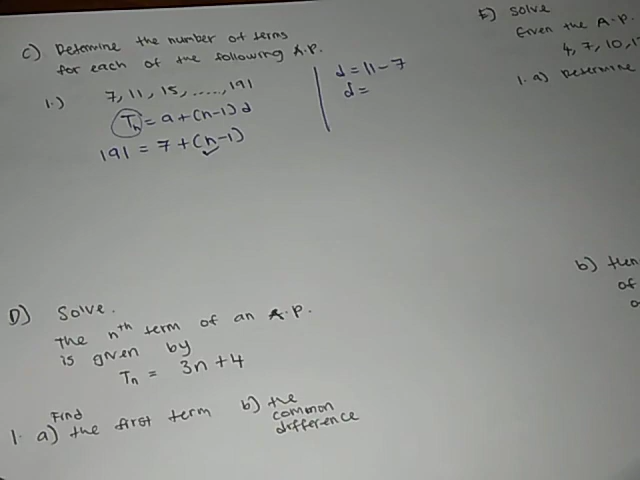 C) Determine the number of terms
for each of the following A.P.
1.) 7, 11, 15, ....., 191
Tn = a + (n-1) d
191 = 7 + (n-1)
d = 11 - 7
d =
D) Solve.
The nth term of an A.P.
is given by
Tn = 3n + 4
Find
1. a) the first term
b) the
common
difference
E) Solve
Given the A.P.
4, 7, 10, 1
1. a) Determine
b)
of